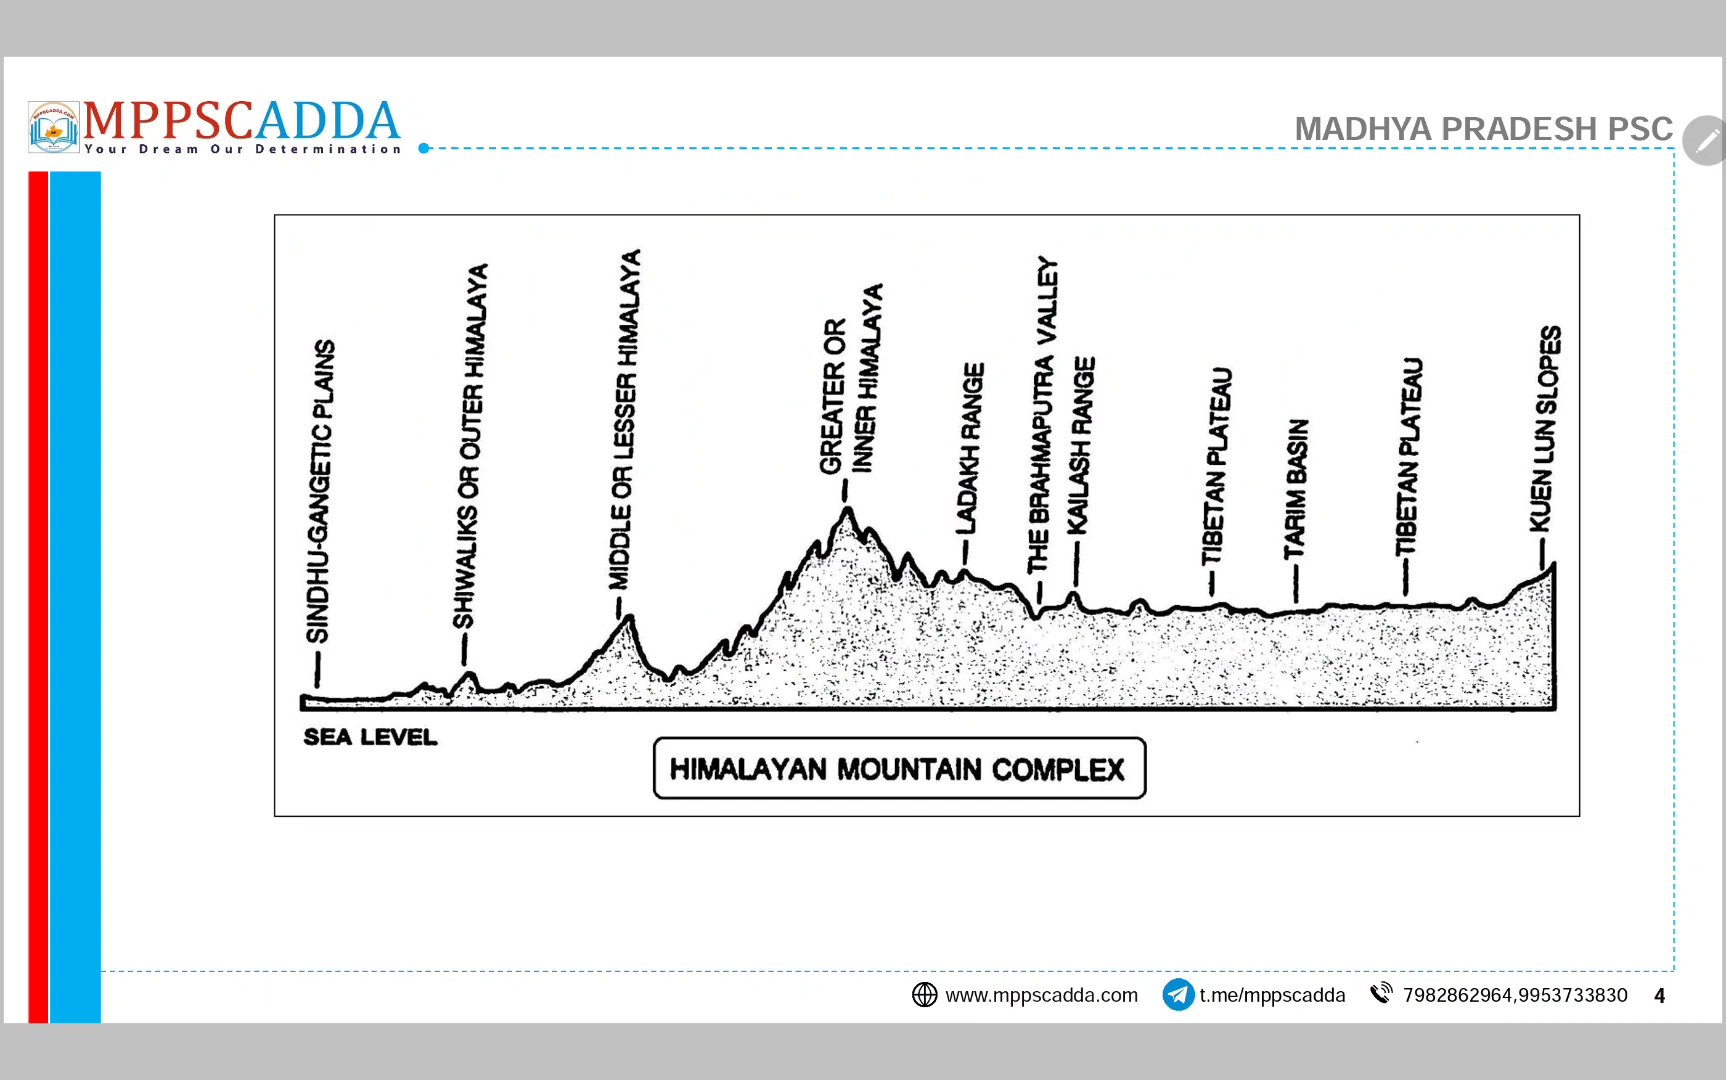 MPPSCADDA
Your Dream Our Determination
MADHYA PRADESH PSC
SINDHU-GANGETIC PLAINS
SHIWALIKS OR OUTER HIMALAYA
MIDDLE OR LESSER HIMALAYA
GREATER OR
INNER HIMALAYA
LADAKH RANGE
THE BRAHMAPUTRA VALLEY
KAILASH RANGE
TIBETAN PLATEAU
TARIM BASIN
TIBETAN PLATEAU
KUEN LUN SLOPES
SEA LEVEL
HIMALAYAN MOUNTAIN COMPLEX
www.mppscadda.com t.me/mppscadda 7982862964,9953733830 4